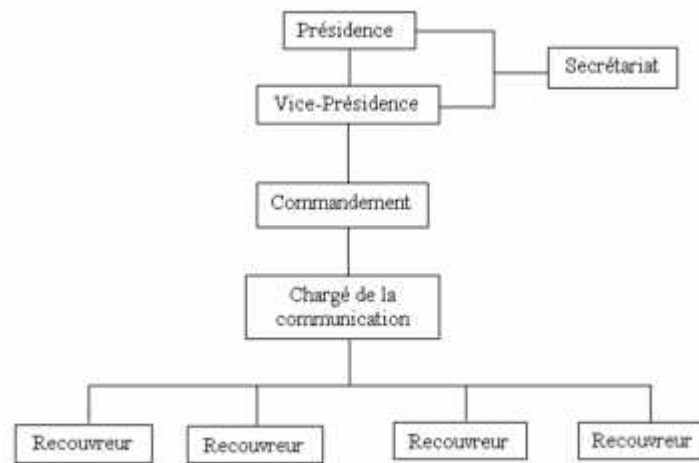 Présidence
Secrétariat
Vice-Présidence
Commandement
Chargé de la
communication
Recouvreur
Recouvreur
Recouvreur
Recouvreur